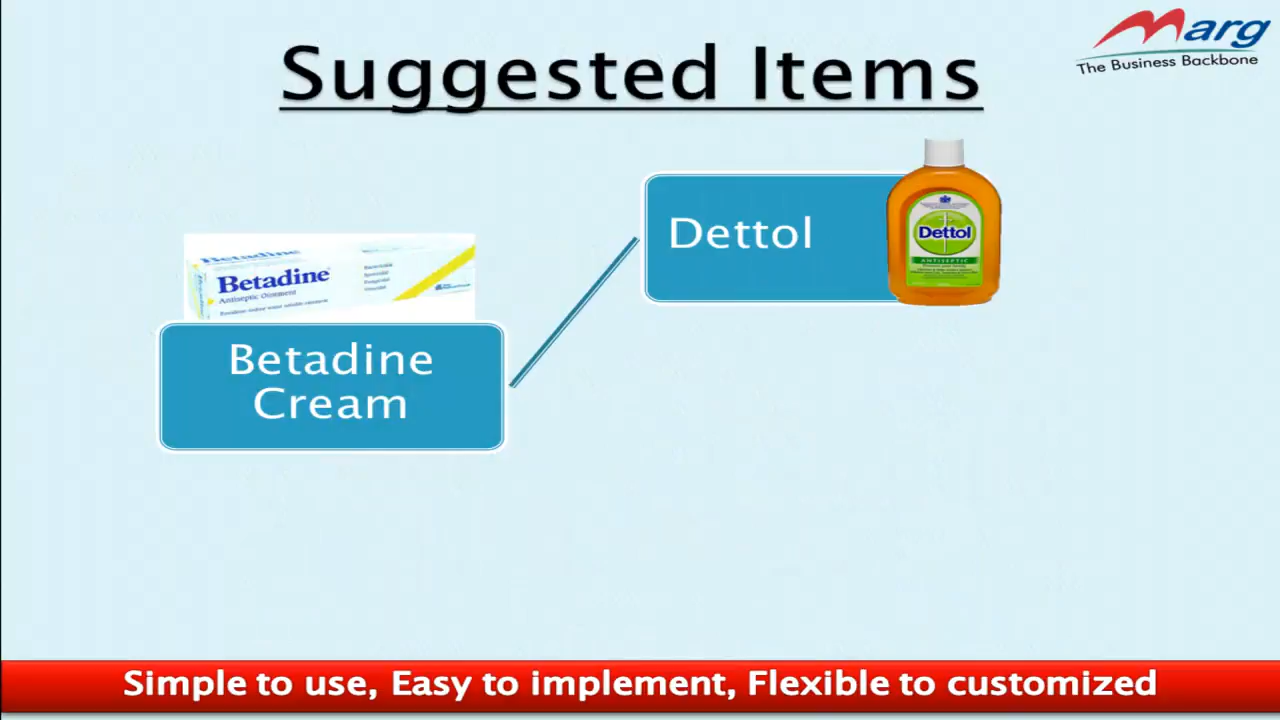 Suggested Items
Marg
The Business Backbone
Dettol
Dettol
ANTISEPTIC
Betadine
Betadine
Antiseptic Ointment
Betadine
Cream
Simple to use, Easy to implement, Flexible to customized